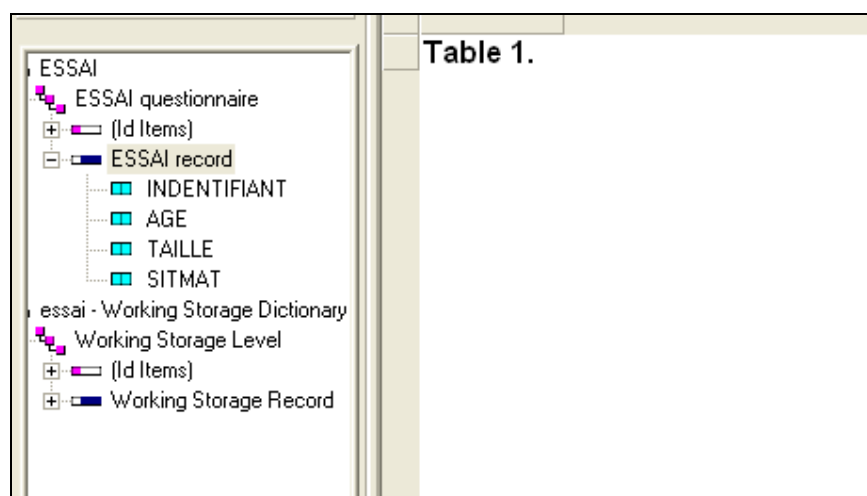 ESSAI
ESSAI questionnaire
(Id Items)
ESSAI record
INDENTIFIANT
AGE
TAILLE
SITMAT
essai - Working Storage Dictionary
Working Storage Level
(Id Items)
Working Storage Record
Table 1.